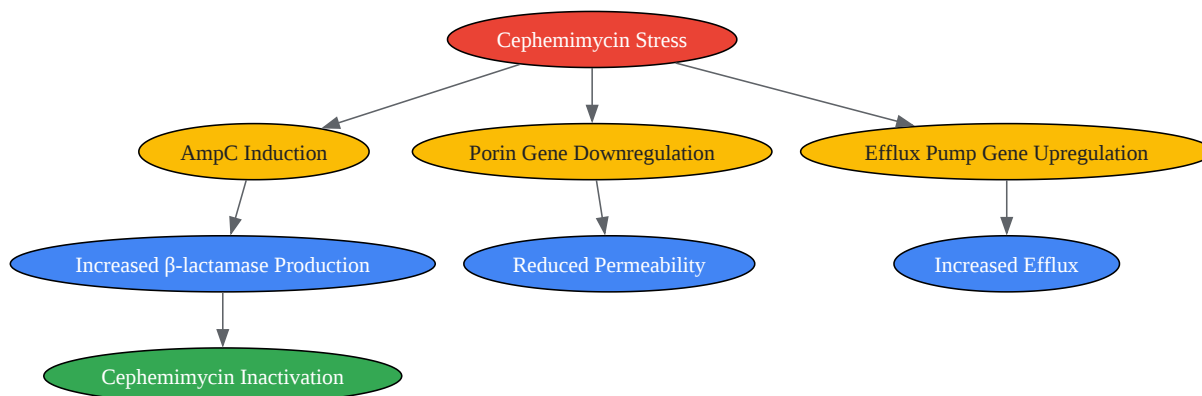 Cephemimycin Stress
AmpC Induction
Porin Gene Downregulation
Efflux Pump Gene Upregulation
Increased β-lactamase Production
Reduced Permeability
Increased Efflux
Cephemimycin Inactivation